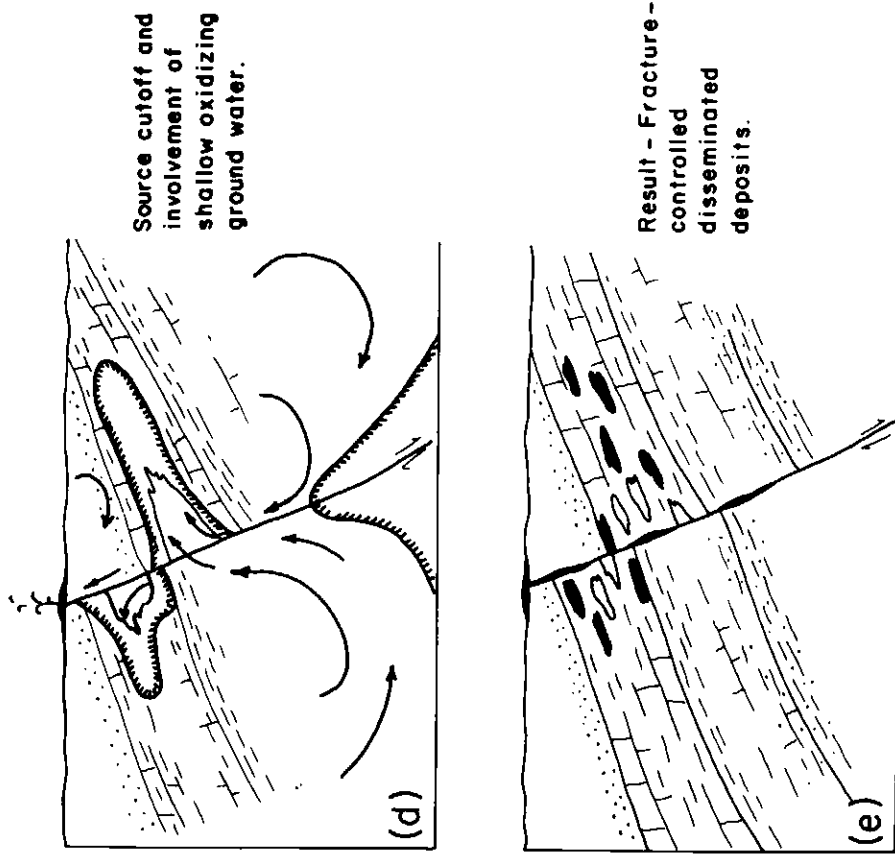 (d)
Source cutoff and
involvement of
shallow oxidizing
ground water.
(e)
Result - Fracture-
controlled
disseminated
deposits.